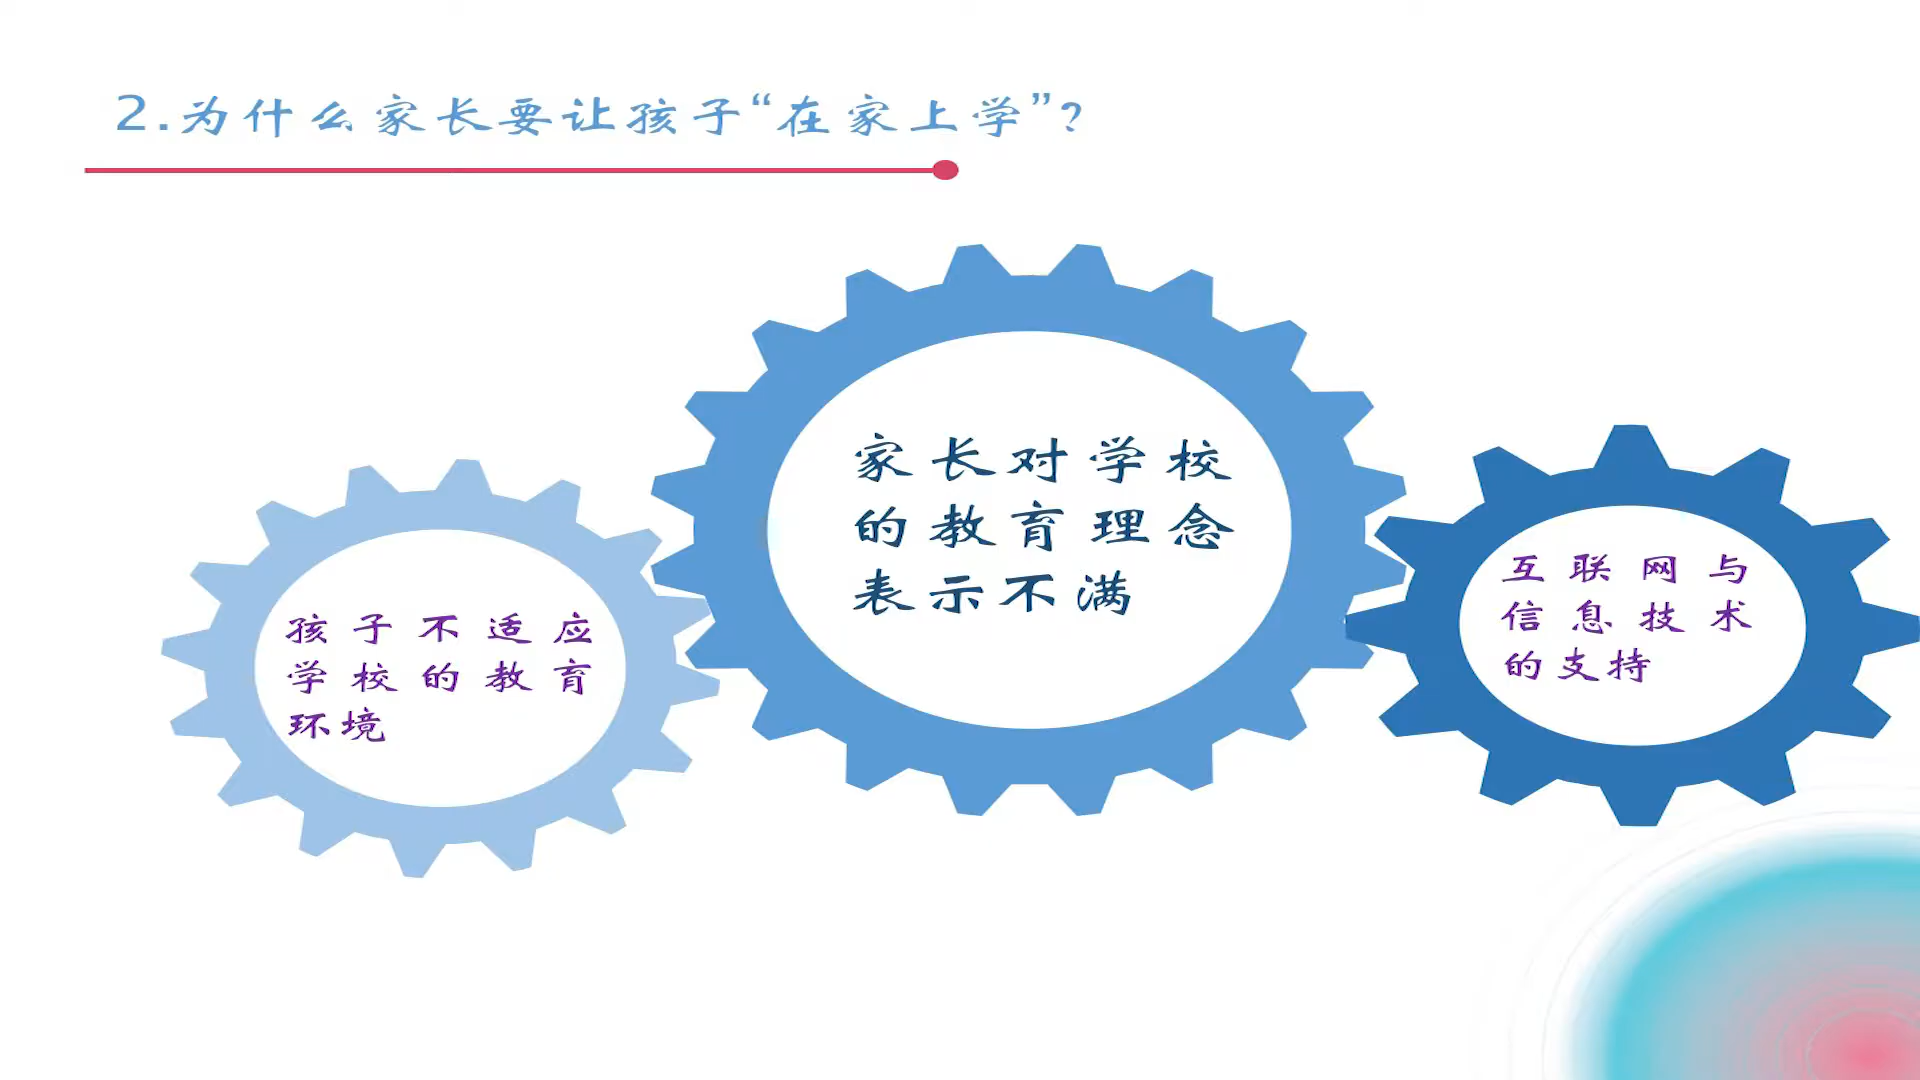 2.为什么家长要让孩子“在家上学”？
家长对学校
的教育理念
表示不满
孩子不适应
学校的教育
环境
互联网与
信息技术
的支持